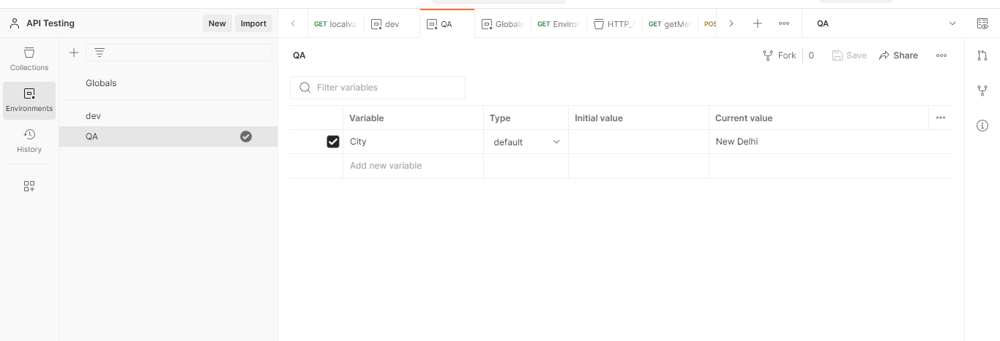 API Testing
New
Import
GET localva
dev
QA
Globals
GET Environ
HTTP_
GET getMe
POS
QA
Collections
Environments
History
Globals
dev
QA
QA
Fork
0
Save
Share
Filter variables
Variable
Type
Initial value
Current value
City
default
New Delhi
Add new variable